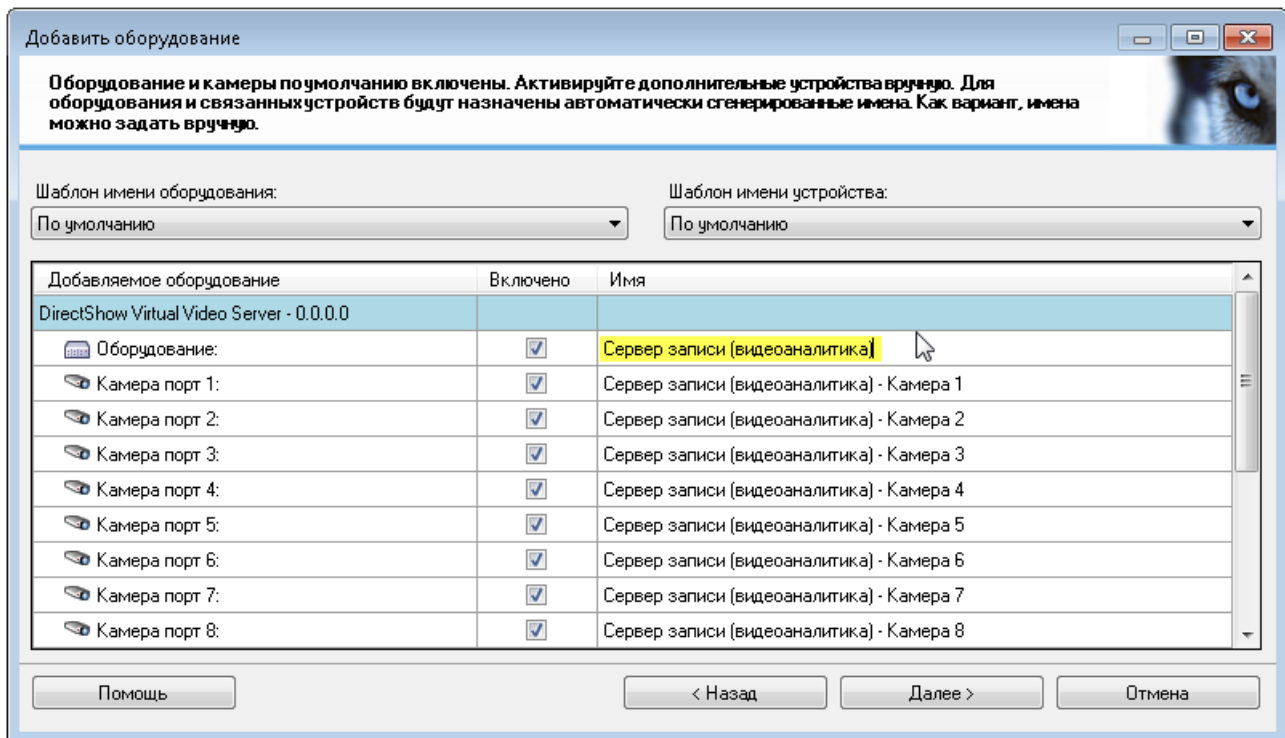 Добавить оборудование
Оборудование и камеры по умолчанию включены. Активируйте дополнительные устройства вручную. Для
оборудования и связанных устройств будут назначены автоматически сгенерированные имена. Как вариант, имена
можно задать вручную.
Шаблон имени оборудования: Шаблон имени устройства:
По умолчанию По умолчанию
Добавляемое оборудование Включено Имя
DirectShow Virtual Video Server - 0.0.0.0
Оборудование: Сервер записи (видеоаналитика)
Камера порт 1: Сервер записи (видеоаналитика) - Камера 1
Камера порт 2: Сервер записи (видеоаналитика) - Камера 2
Камера порт 3: Сервер записи (видеоаналитика) - Камера 3
Камера порт 4: Сервер записи (видеоаналитика) - Камера 4
Камера порт 5: Сервер записи (видеоаналитика) - Камера 5
Камера порт 6: Сервер записи (видеоаналитика) - Камера 6
Камера порт 7: Сервер записи (видеоаналитика) - Камера 7
Камера порт 8: Сервер записи (видеоаналитика) - Камера 8
Помощь < Назад Далее > Отмена